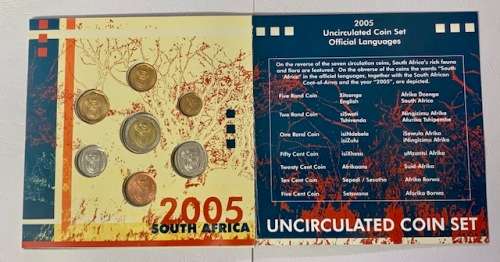 2005
SOUTH AFRICA
2005
Uncirculated Coin Set
Official Languages
On the reverse of the seven circulation coins, South Africa's rich fauna
and flora are featured. On the obverse of the coins the words "South
Africa" in the official languages, together with the South African
Coat-of-Arms and the year "2005", are depicted.
Five Rand Coin Xitsonga Afrika Dzonga
English South Africa
Two Rand Coin siSwati Ningizimu Afrika
Tshivenda Afurika Tshipembe
One Rand Coin isiNdebele iSewula Afrika
isiZulu iNingizimu Afrika
Fifty Cent Coin isiXhosa uMzantsi Afrika
Twenty Cent Coin Afrikaans Suid-Afrika
Ten Cent Coin Sepedi / Sesotho Afrika Borwa
Five Cent Coin Setswana Aforika Borwa
UNCIRCULATED COIN SET